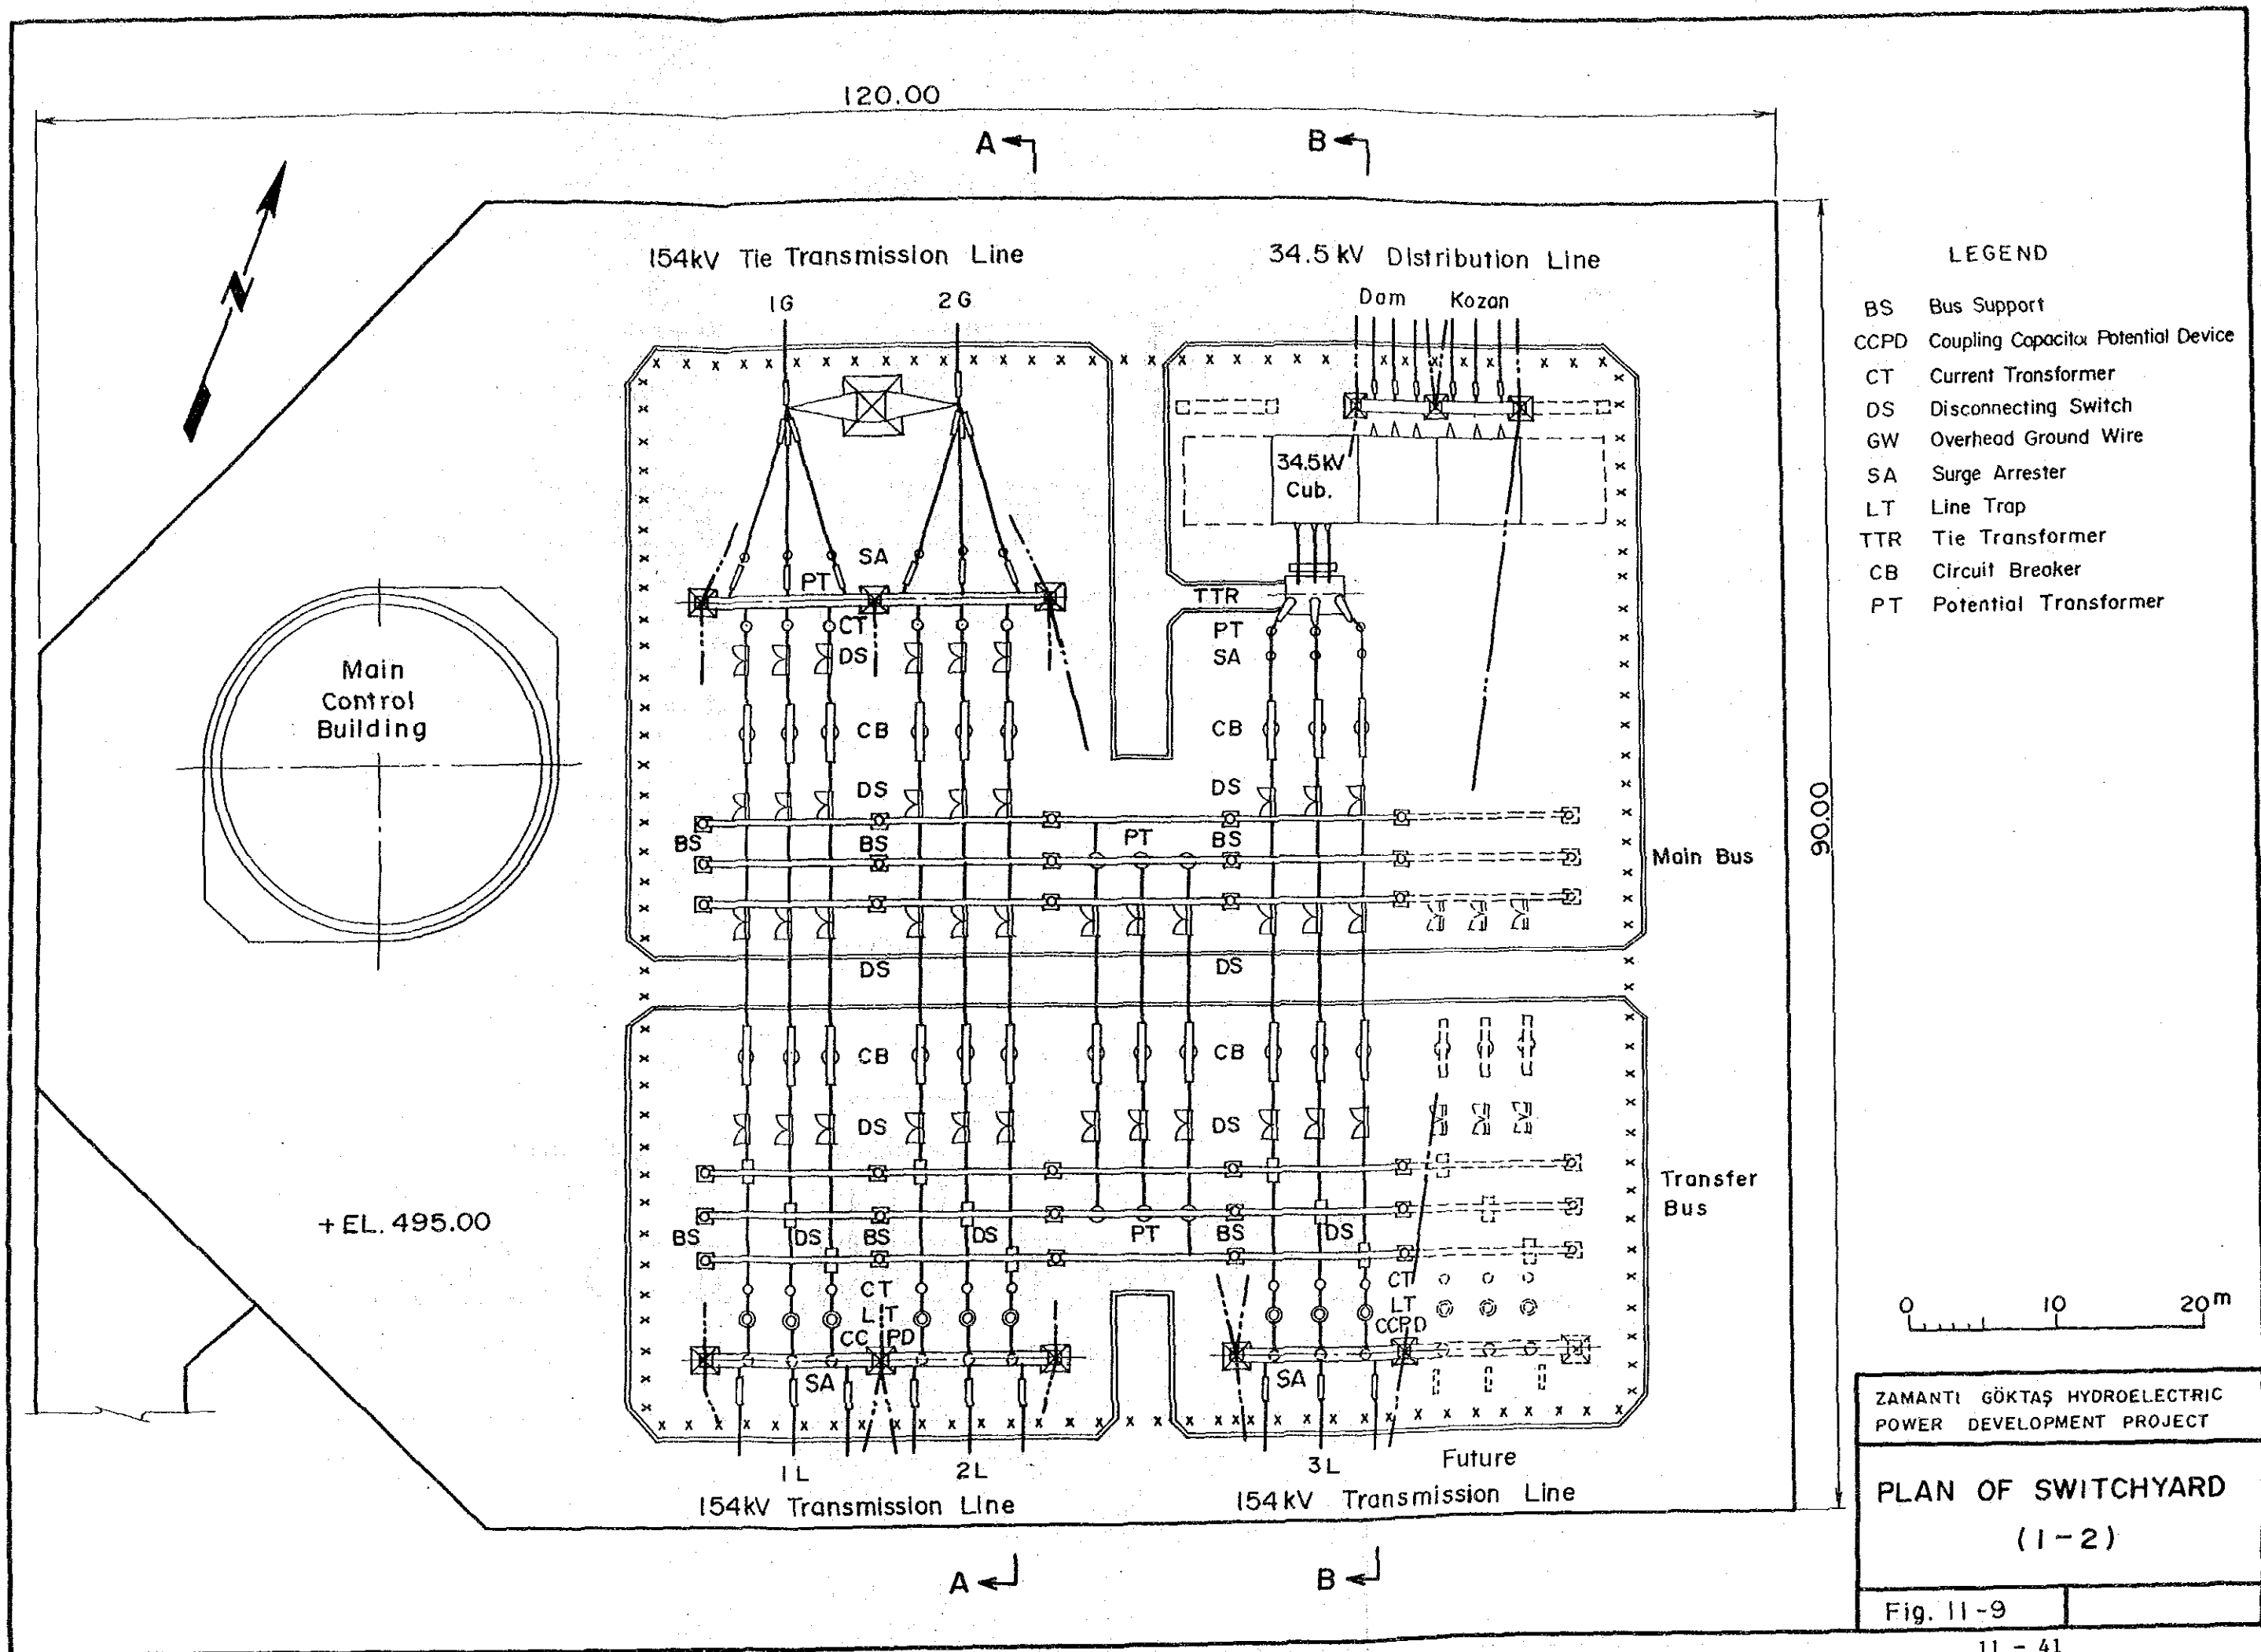 120.00
A
B
154kV Tie Transmission Line
34.5 kV Distribution Line
1G
2G
Dam
Kozan
N
LEGEND
BS Bus Support
CCPD Coupling Capacitor Potential Device
CT Current Transformer
DS Disconnecting Switch
GW Overhead Ground Wire
SA Surge Arrester
LT Line Trap
TTR Tie Transformer
CB Circuit Breaker
PT Potential Transformer
34.5kV
Cub.
SA
PT
TTR
CT
DS
PT
SA
Main
Control
Building
CB
CB
DS
DS
BS
BS
PT
BS
Main Bus
90.00
DS
DS
CB
CB
DS
DS
Transfer
Bus
+EL. 495.00
BS
DS
BS
DS
PT
BS
DS
CT
LT
CC PD
SA
CT
LT
CCPD
SA
0 10 20m
1L
2L
3L
Future
154kV Transmission Line
154kV Transmission Line
A
B
ZAMANTI GÖKTAŞ HYDROELECTRIC
POWER DEVELOPMENT PROJECT
PLAN OF SWITCHYARD
(1-2)
Fig. 11-9
11 - 41